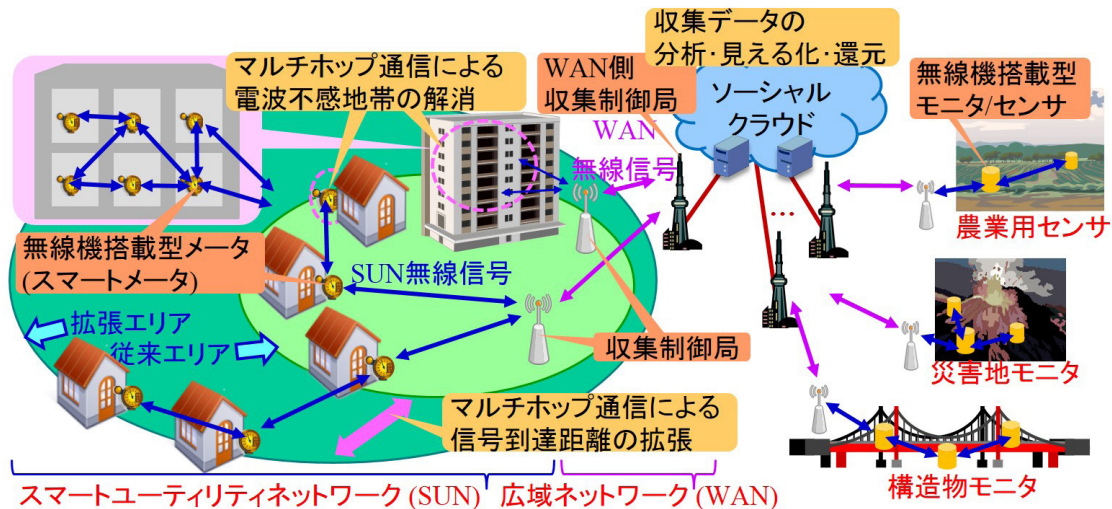 マルチホップ通信による
電波不感地帯の解消
WAN側
収集制御局
収集データの
分析・見える化・還元
ソーシャル
クラウド
無線機搭載型
モニタ/センサ
WAN
無線信号
農業用センサ
無線機搭載型メータ
(スマートメータ)
SUN無線信号
…
拡張エリア
従来エリア
収集制御局
災害地モニタ
マルチホップ通信による
信号到達距離の拡張
構造物モニタ
スマートユーティリティネットワーク (SUN)
広域ネットワーク (WAN)